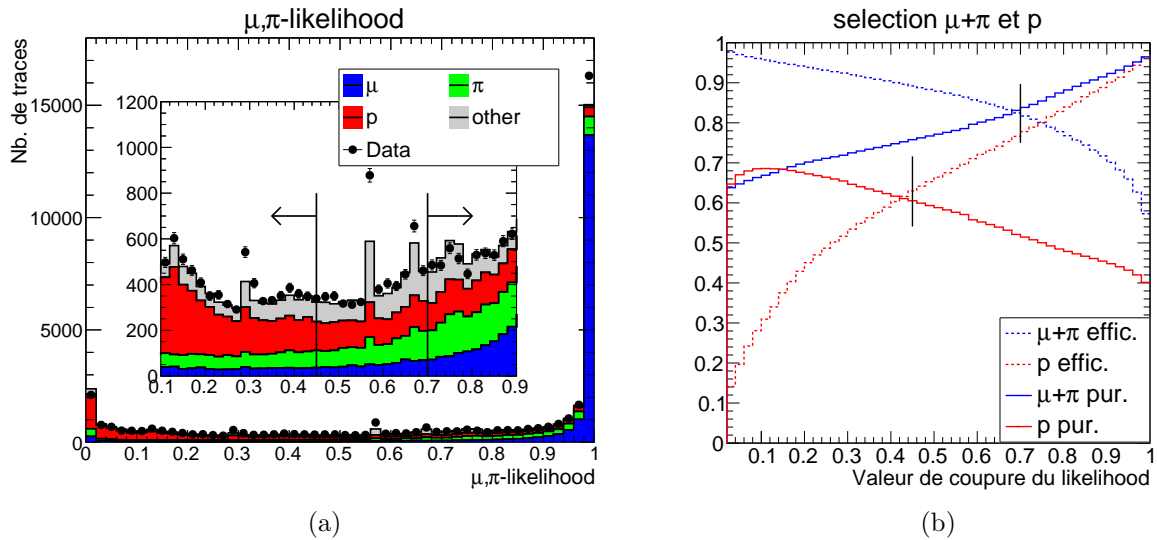 μ,π-likelihood
Nb. de traces
15000
10000
5000
0
1200
1000
800
600
400
200
0
0.1 0.2 0.3 0.4 0.5 0.6 0.7 0.8 0.9
μ π
p other
Data
0 0.1 0.2 0.3 0.4 0.5 0.6 0.7 0.8 0.9 1
μ,π-likelihood
(a)
selection μ+π et p
1
0.9
0.8
0.7
0.6
0.5
0.4
0.3
0.2
0.1
0
μ+π effic.
p effic.
μ+π pur.
p pur.
0.1 0.2 0.3 0.4 0.5 0.6 0.7 0.8 0.9 1
Valeur de coupure du likelihood
(b)